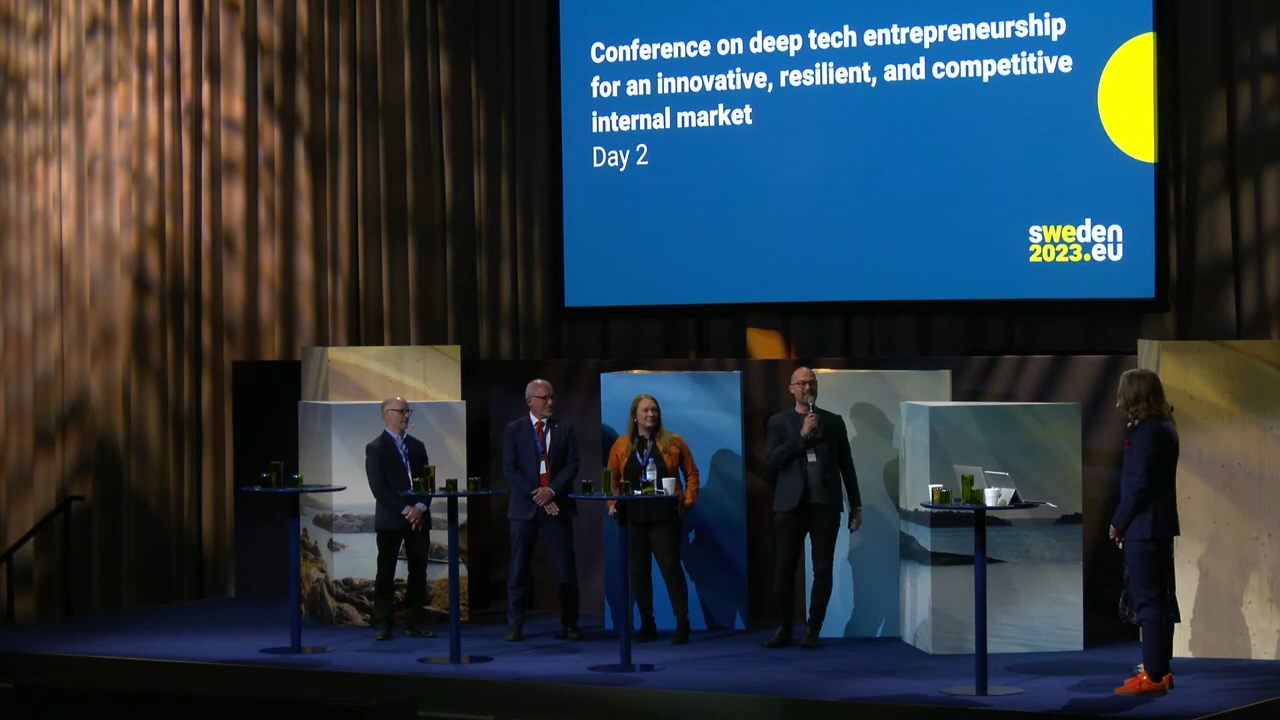 Conference on deep tech entrepreneurship
for an innovative, resilient, and competitive
internal market
Day 2
sweden
2023.eu